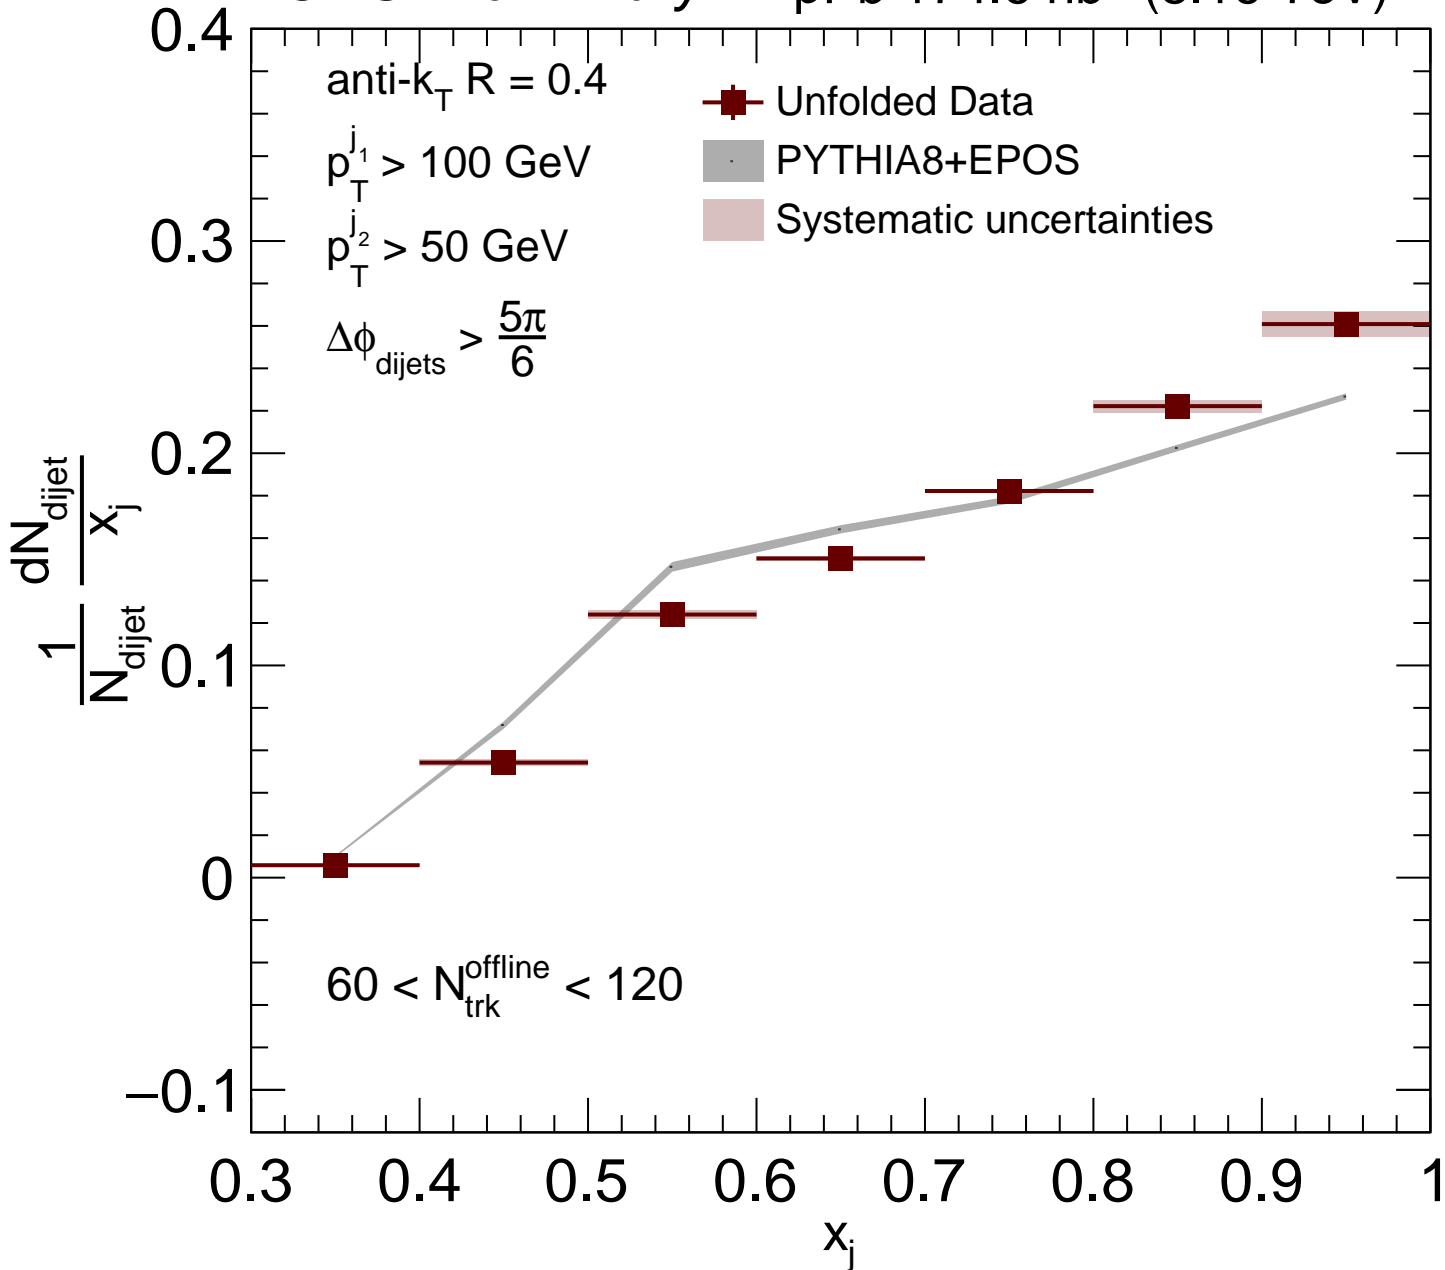 anti-k_T R = 0.4
p_T^{j_1} > 100 GeV
p_T^{j_2} > 50 GeV
Δϕ_dijets > 5π/6
Unfolded Data
PYTHIA8+EPOS
Systematic uncertainties
60 < N_trk^offline < 120
1/N_dijet dN_dijet/x_j
0.4
0.3
0.2
0.1
0
−0.1
0.3 0.4 0.5 0.6 0.7 0.8 0.9 1
x_j